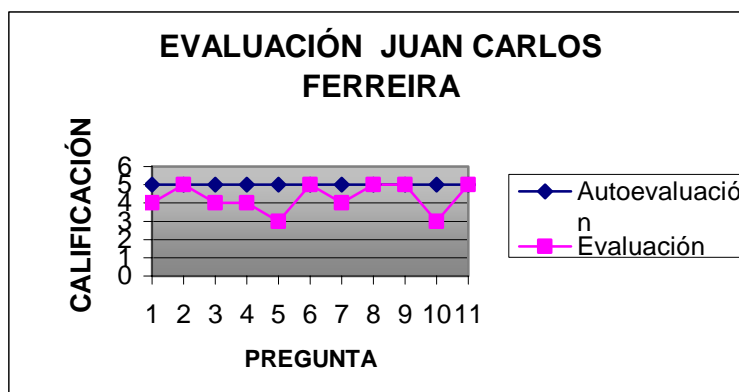 EVALUACIÓN JUAN CARLOS
FERREIRA
CALIFICACIÓN
6
5
4
3
2
1
0
1 2 3 4 5 6 7 8 9 10 11
PREGUNTA
Autoevaluació
n
Evaluación